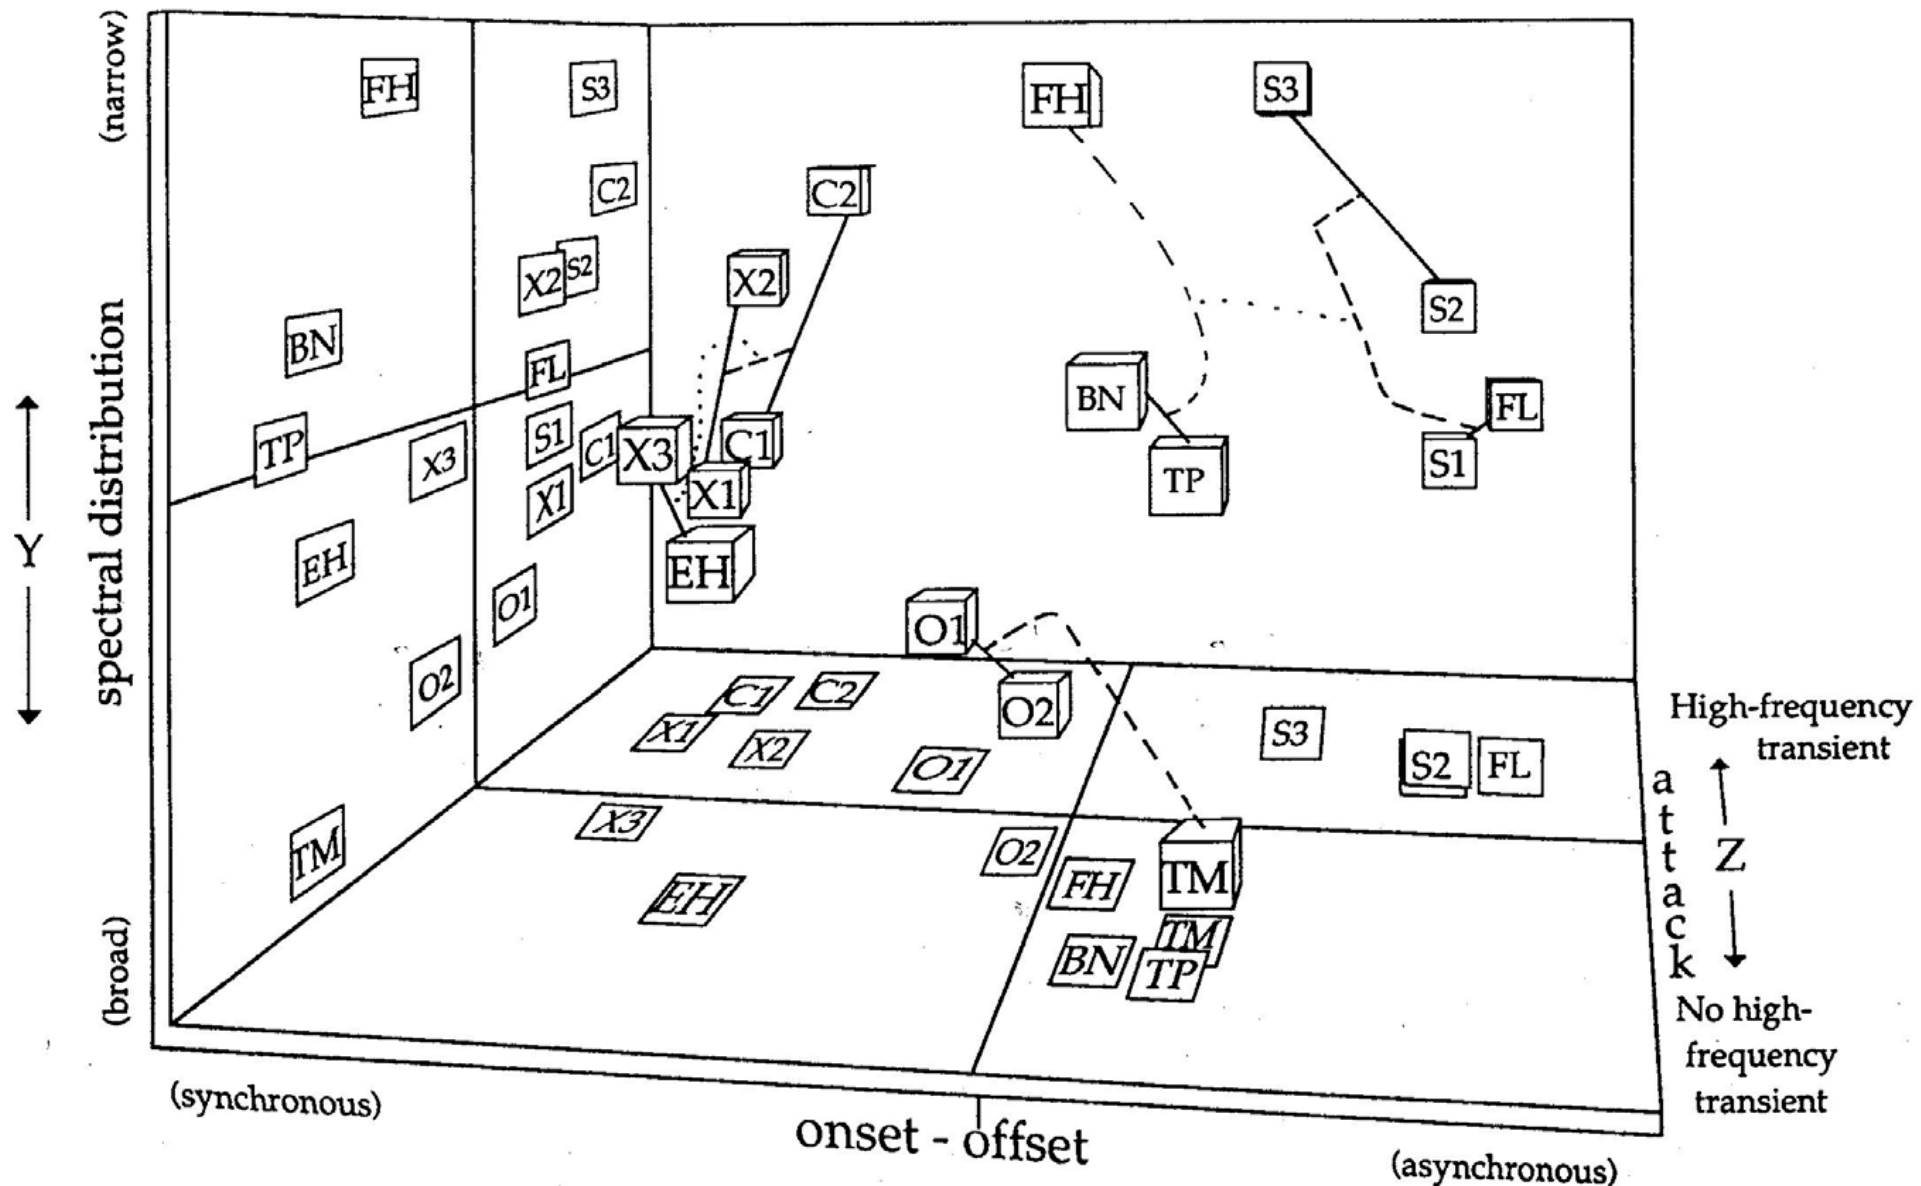 (narrow)
FH
S3
FH
S3
C2
C2
X2
S2
X2
S2
BN
FL
BN
FL
TP
X3
S1
C1
X3
C1
X1
TP
S1
X1
EH
EH
O1
O1
O2
O2
Y
spectral distribution
C1
C2
X1
X2
O1
S3
S2
FL
High-frequency
transient
X3
O2
TM
EH
FH
TM
TM
BN
TP
attack
Z
No high-
frequency
transient
(broad)
(synchronous)
onset - offset
(asynchronous)